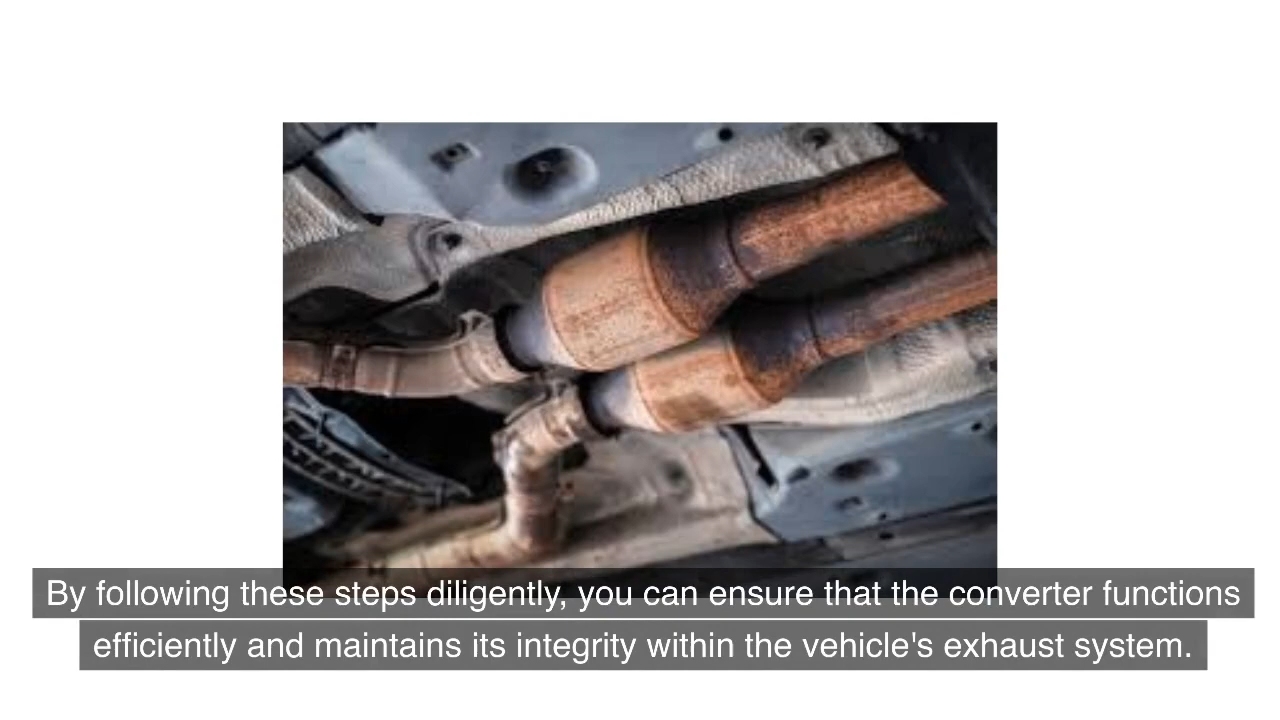 By following these steps diligently, you can ensure that the converter functions
efficiently and maintains its integrity within the vehicle's exhaust system.